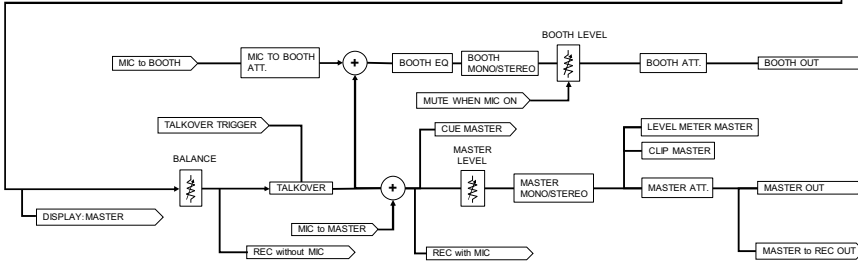 BOOTH LEVEL
MIC to BOOTH
MIC TO BOOTH
ATT.
+
BOOTH EQ
BOOTH
MONO/STEREO
BOOTH ATT.
BOOTH OUT
MUTE WHEN MIC ON
TALKOVER TRIGGER
CUE MASTER
LEVEL METER MASTER
BALANCE
MASTER
LEVEL
CLIP MASTER
TALKOVER
+
MASTER
MONO/STEREO
MASTER ATT.
MASTER OUT
DISPLAY:MASTER
MIC to MASTER
REC without MIC
REC with MIC
MASTER to REC OUT